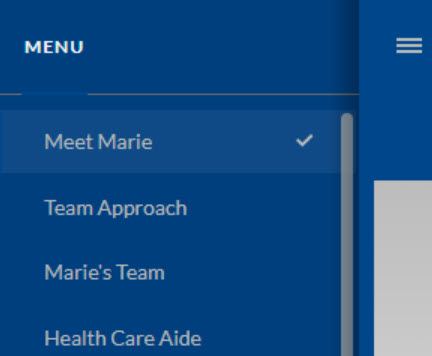 MENU
Meet Marie
Team Approach
Marie's Team
Health Care Aide